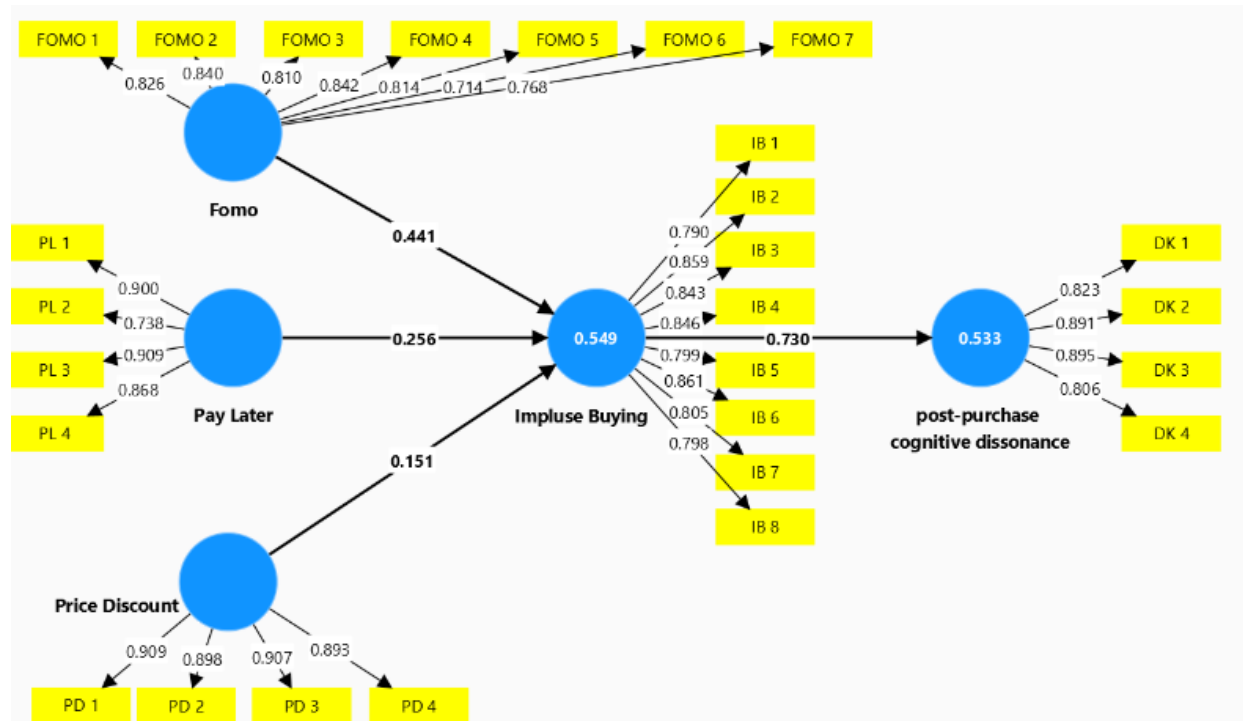 FOMO 1 FOMO 2 FOMO 3 FOMO 4 FOMO 5 FOMO 6 FOMO 7
0.826 0.840 0.810 0.842 0.814 0.714 0.768
Fomo
0.441
PL 1
PL 2
PL 3
PL 4
0.900
0.738
0.909
0.868
Pay Later
0.256
Price Discount
0.151
0.909 0.898 0.907 0.893
PD 1 PD 2 PD 3 PD 4
0.549
Impluse Buying
IB 1
IB 2
IB 3
IB 4
IB 5
IB 6
IB 7
IB 8
0.790
0.859
0.843
0.846
0.799
0.861
0.805
0.798
0.730
0.533
post-purchase
cognitive dissonance
0.823
0.891
0.895
0.806
DK 1
DK 2
DK 3
DK 4